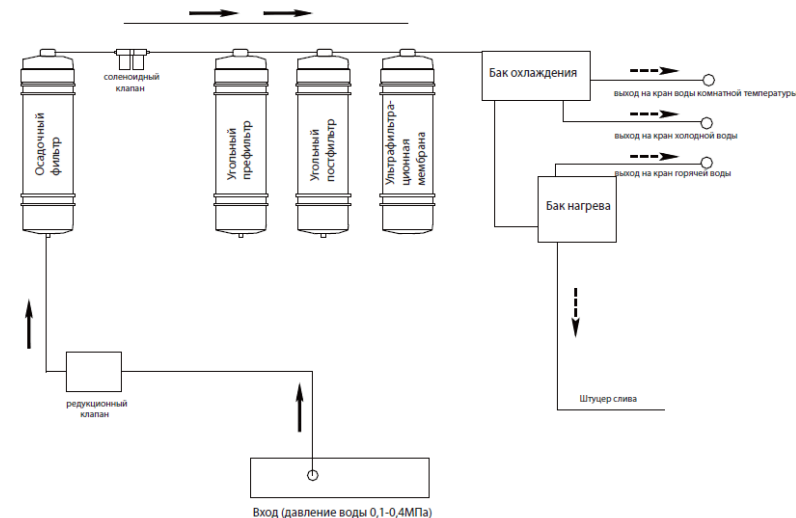 соленоидный
клапан
Осадочный
фильтр
Угольный
префильтр
Угольный
постфильтр
Ультрафильтра-
ционная
мембрана
Бак охлаждения
выход на кран воды комнатной температурь
выход на кран холодной воды
выход на кран горячей воды
Бак нагрева
редукционный
клапан
Штуцер слива
Вход (давление воды 0,1-0,4МПа)